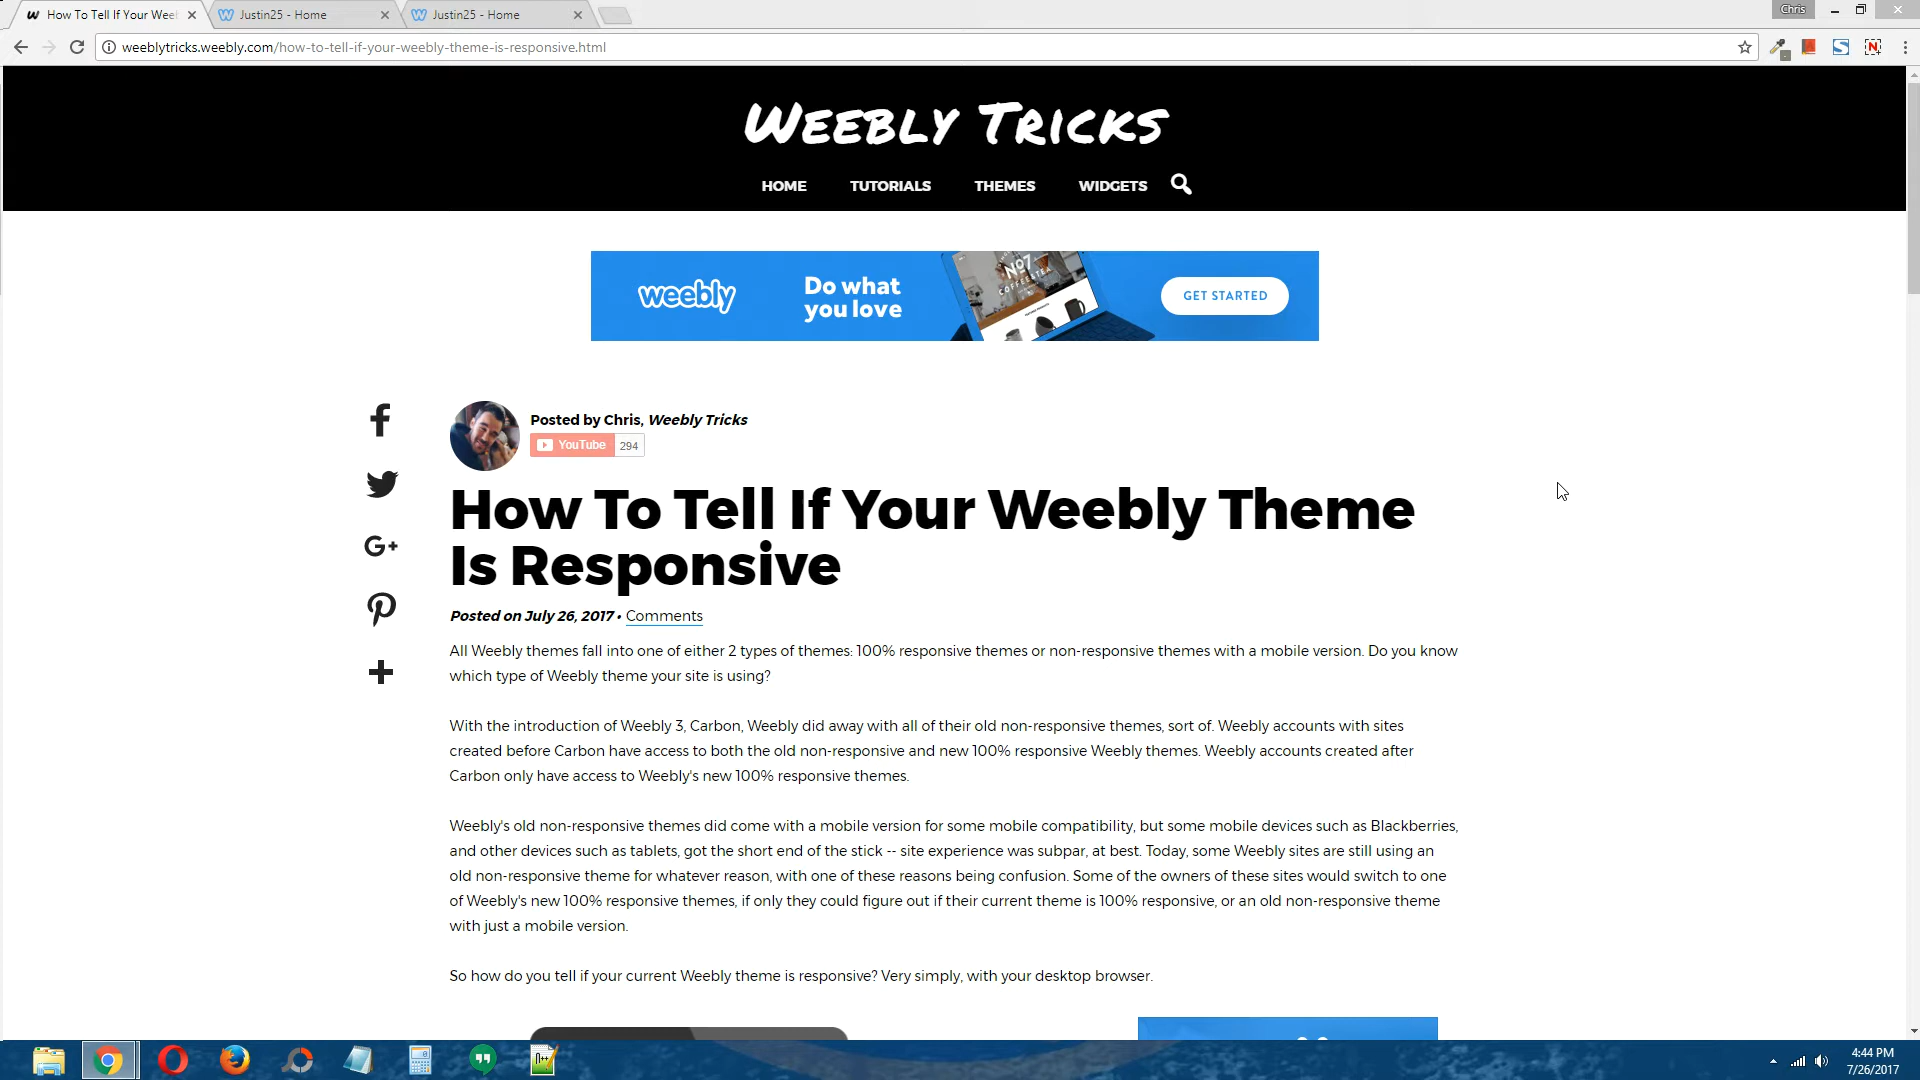 How To Tell If Your Weeb
Justin25 - Home
Justin25 - Home
Chris
weeblytricks.weebly.com/how-to-tell-if-your-weebly-theme-is-responsive.html
Weebly Tricks
HOME
TUTORIALS
THEMES
WIDGETS
weebly
Do what
you love
No7
COFFEE&TEA
GET STARTED
Posted by Chris, Weebly Tricks
YouTube 294
How To Tell If Your Weebly Theme
Is Responsive
Posted on July 26, 2017 • Comments
All Weebly themes fall into one of either 2 types of themes: 100% responsive themes or non-responsive themes with a mobile version. Do you know
which type of Weebly theme your site is using?
With the introduction of Weebly 3, Carbon, Weebly did away with all of their old non-responsive themes, sort of. Weebly accounts with sites
created before Carbon have access to both the old non-responsive and new 100% responsive Weebly themes. Weebly accounts created after
Carbon only have access to Weebly's new 100% responsive themes.
Weebly's old non-responsive themes did come with a mobile version for some mobile compatibility, but some mobile devices such as Blackberries,
and other devices such as tablets, got the short end of the stick -- site experience was subpar, at best. Today, some Weebly sites are still using an
old non-responsive theme for whatever reason, with one of these reasons being confusion. Some of the owners of these sites would switch to one
of Weebly's new 100% responsive themes, if only they could figure out if their current theme is 100% responsive, or an old non-responsive theme
with just a mobile version.
So how do you tell if your current Weebly theme is responsive? Very simply, with your desktop browser.
4:44 PM
7/26/2017